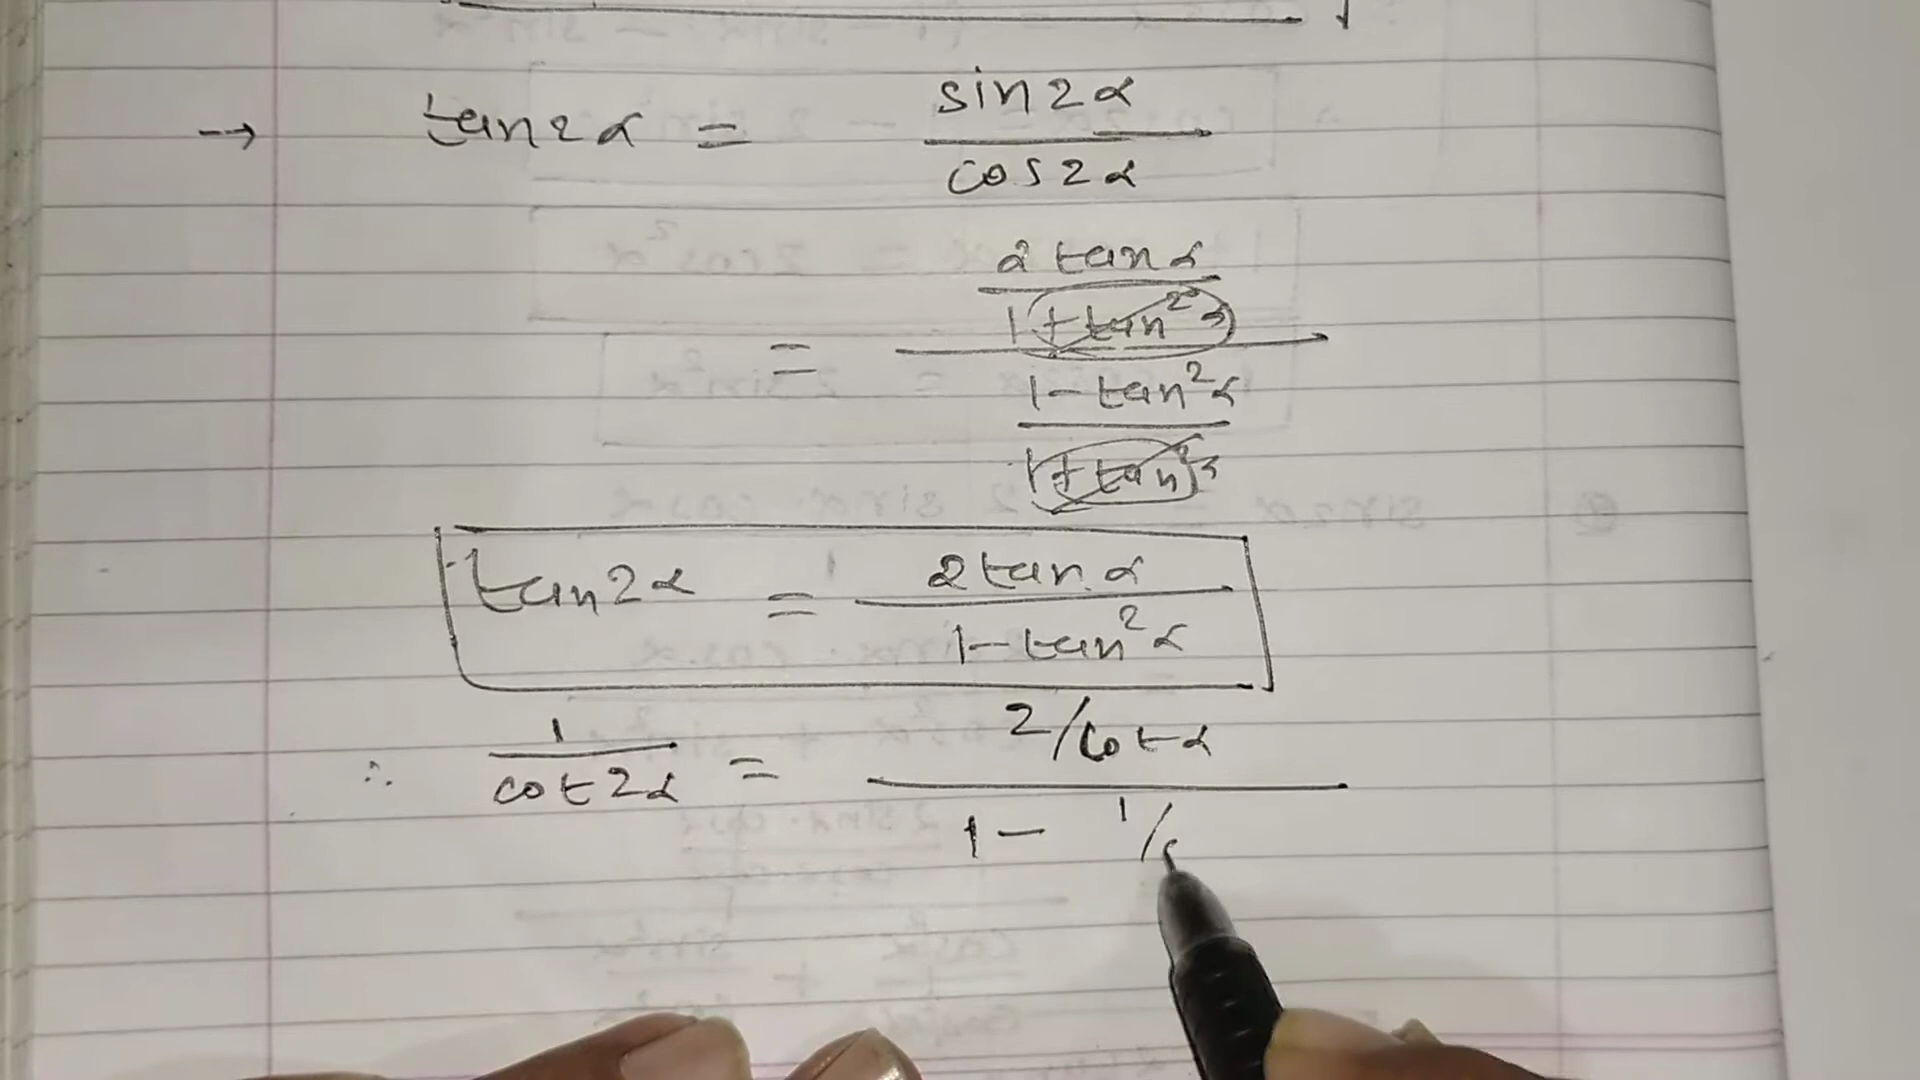 → tan2α = sin2α / cos2α
= (2tanα / 1+tan²α) / (1-tan²α / 1+tan²α)
tan2α = 2tanα / 1-tan²α
∴ 1/cot2α = (2/cotα) / (1 - 1/c